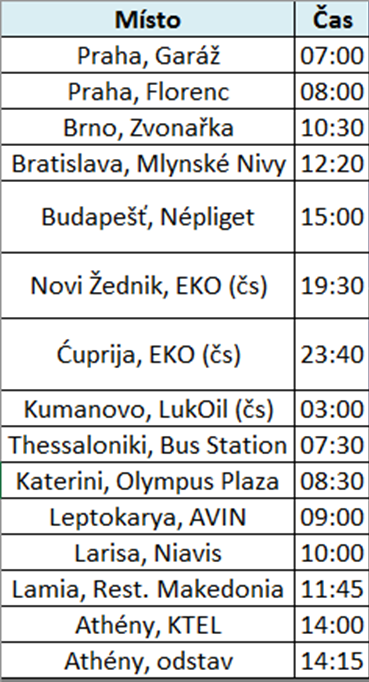 Místo Čas
Praha, Garáž 07:00
Praha, Florenc 08:00
Brno, Zvonařka 10:30
Bratislava, Mlynské Nivy 12:20
Budapešť, Népliget 15:00
Novi Žednik, EKO (čs) 19:30
Ćuprija, EKO (čs) 23:40
Kumanovo, LukOil (čs) 03:00
Thessaloniki, Bus Station 07:30
Katerini, Olympus Plaza 08:30
Leptokarya, AVIN 09:00
Larisa, Niavis 10:00
Lamia, Rest. Makedonia 11:45
Athény, KTEL 14:00
Athény, odstav 14:15